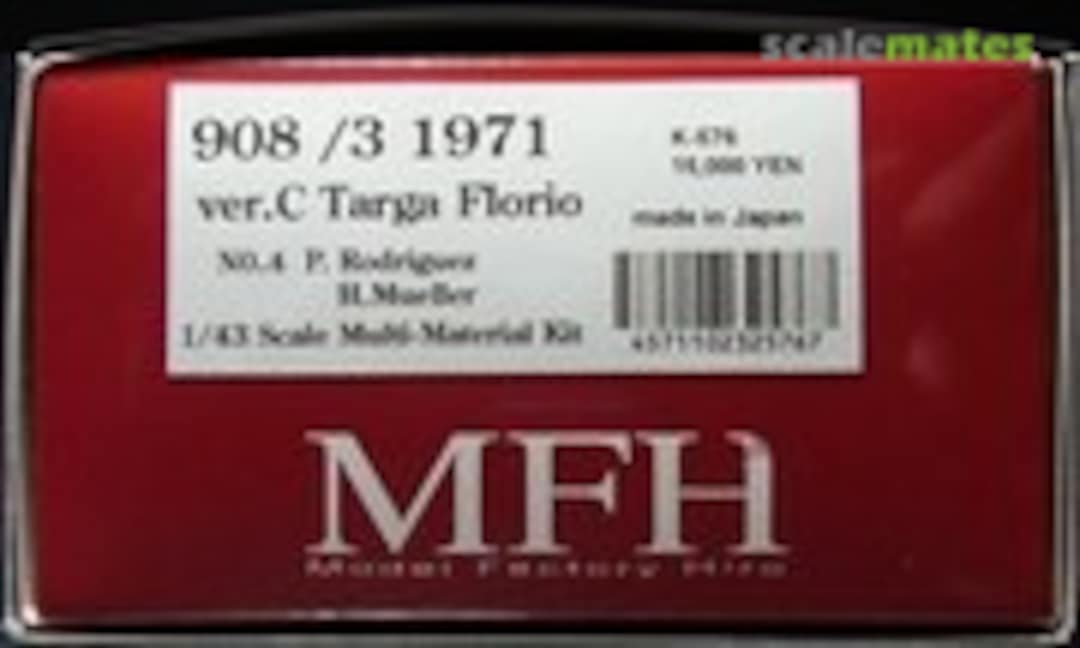 scalemates
908 /3 1971
ver.C Targa Florio
NO.4 P. Rodriguez
H.Mueller
1/43 Scale Multi-Material Kit
YEN
made in Japan
MFH
Model Factory Hiro